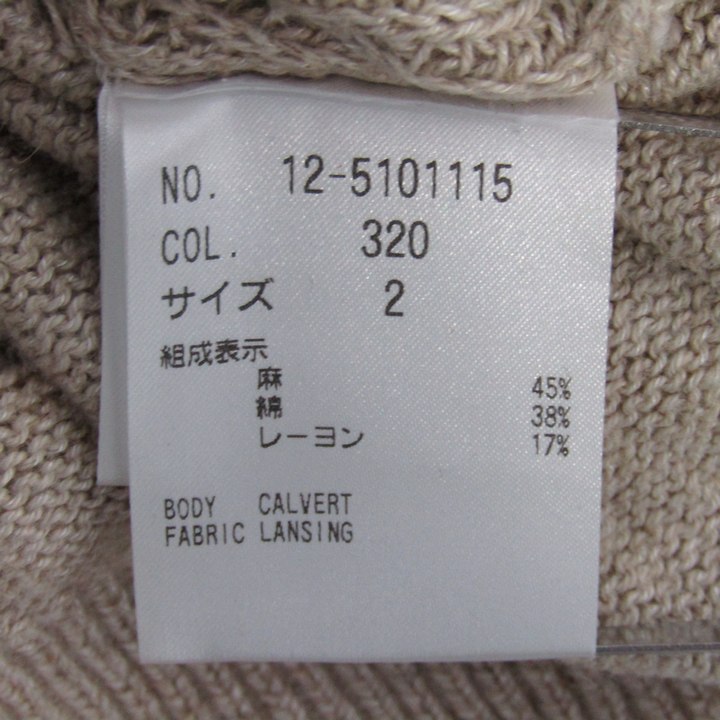 NO. 12-5101115
COL. 320
サイズ 2
組成表示
麻 45%
綿 38%
レーヨン 17%
BODY CALVERT
FABRIC LANSING